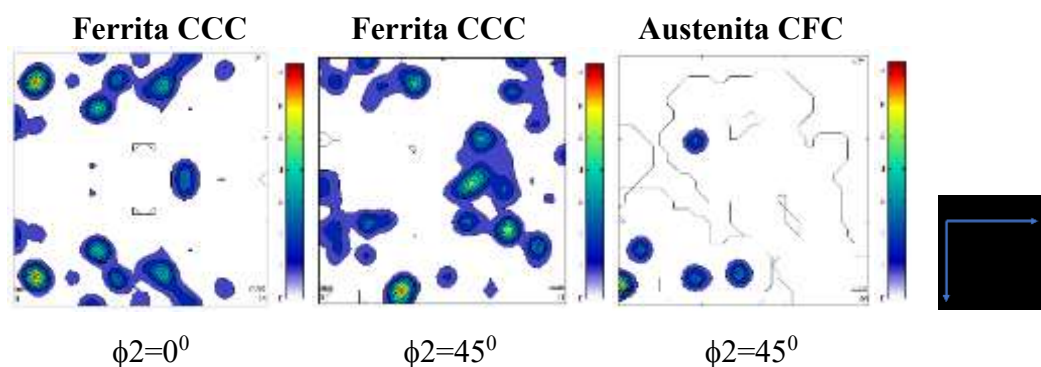 Ferrita CCC Ferrita CCC Austenita CFC
ϕ2=0⁰ ϕ2=45⁰ ϕ2=45⁰